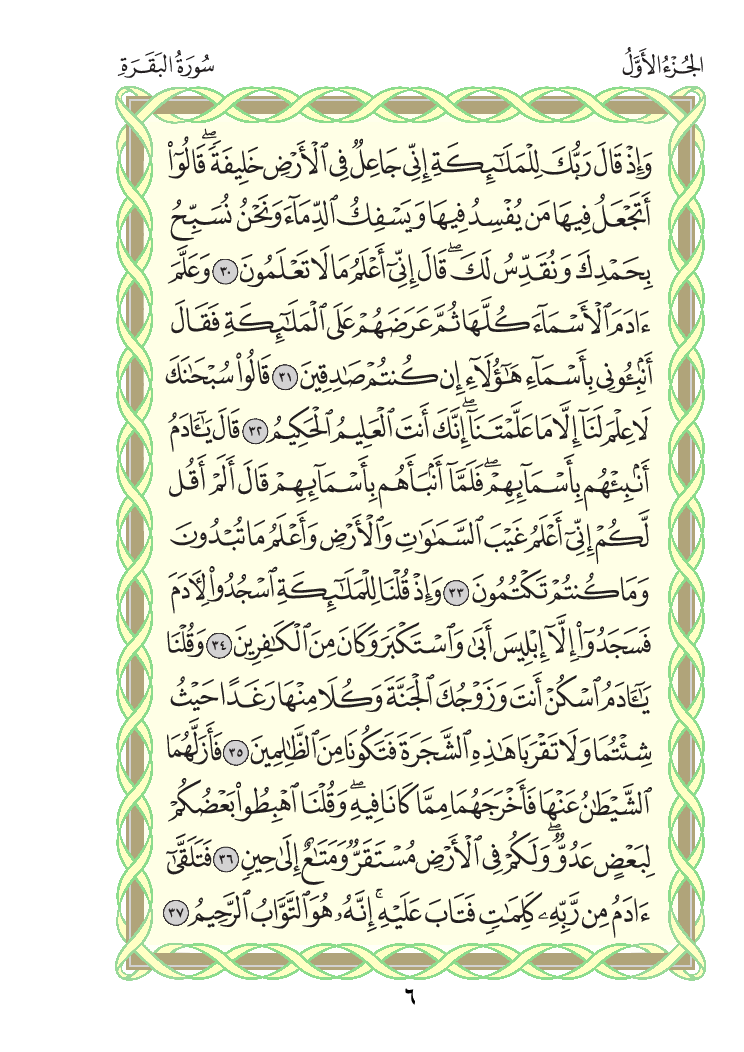 الجُزْءُ الأَوَّلُ
سُورَةُ البَقَرَةِ
وَإِذۡ قَالَ رَبُّكَ لِلۡمَلَٰٓئِكَةِ إِنِّي جَاعِلٞ فِي ٱلۡأَرۡضِ خَلِيفَةٗۖ قَالُوٓاْ
أَتَجۡعَلُ فِيهَا مَن يُفۡسِدُ فِيهَا وَيَسۡفِكُ ٱلدِّمَآءَ وَنَحۡنُ نُسَبِّحُ
بِحَمۡدِكَ وَنُقَدِّسُ لَكَۖ قَالَ إِنِّيٓ أَعۡلَمُ مَا لَا تَعۡلَمُونَ ٣٠ وَعَلَّمَ
ءَادَمَ ٱلۡأَسۡمَآءَ كُلَّهَا ثُمَّ عَرَضَهُمۡ عَلَى ٱلۡمَلَٰٓئِكَةِ فَقَالَ
أَنۢبِـُٔونِي بِأَسۡمَآءِ هَٰٓؤُلَآءِ إِن كُنتُمۡ صَٰدِقِينَ ٣١ قَالُواْ سُبۡحَٰنَكَ
لَا عِلۡمَ لَنَآ إِلَّا مَا عَلَّمۡتَنَآۖ إِنَّكَ أَنتَ ٱلۡعَلِيمُ ٱلۡحَكِيمُ ٣٢ قَالَ يَٰٓـَٔادَمُ
أَنۢبِئۡهُم بِأَسۡمَآئِهِمۡۖ فَلَمَّآ أَنۢبَأَهُم بِأَسۡمَآئِهِمۡ قَالَ أَلَمۡ أَقُل
لَّكُمۡ إِنِّيٓ أَعۡلَمُ غَيۡبَ ٱلسَّمَٰوَٰتِ وَٱلۡأَرۡضِ وَأَعۡلَمُ مَا تُبۡدُونَ
وَمَا كُنتُمۡ تَكۡتُمُونَ ٣٣ وَإِذۡ قُلۡنَا لِلۡمَلَٰٓئِكَةِ ٱسۡجُدُواْ لِأٓدَمَ
فَسَجَدُوٓاْ إِلَّآ إِبۡلِيسَ أَبَىٰ وَٱسۡتَكۡبَرَ وَكَانَ مِنَ ٱلۡكَٰفِرِينَ ٣٤ وَقُلۡنَا
يَٰٓـَٔادَمُ ٱسۡكُنۡ أَنتَ وَزَوۡجُكَ ٱلۡجَنَّةَ وَكُلَا مِنۡهَا رَغَدًا حَيۡثُ
شِئۡتُمَا وَلَا تَقۡرَبَا هَٰذِهِ ٱلشَّجَرَةَ فَتَكُونَا مِنَ ٱلظَّٰلِمِينَ ٣٥ فَأَزَلَّهُمَا
ٱلشَّيۡطَٰنُ عَنۡهَا فَأَخۡرَجَهُمَا مِمَّا كَانَا فِيهِۖ وَقُلۡنَا ٱهۡبِطُواْ بَعۡضُكُمۡ
لِبَعۡضٍ عَدُوّٞۖ وَلَكُمۡ فِي ٱلۡأَرۡضِ مُسۡتَقَرّٞ وَمَتَٰعٌ إِلَىٰ حِينٖ ٣٦ فَتَلَقَّىٰٓ
ءَادَمُ مِن رَّبِّهِۦ كَلِمَٰتٖ فَتَابَ عَلَيۡهِۚ إِنَّهُۥ هُوَ ٱلتَّوَّابُ ٱلرَّحِيمُ ٣٧
٦